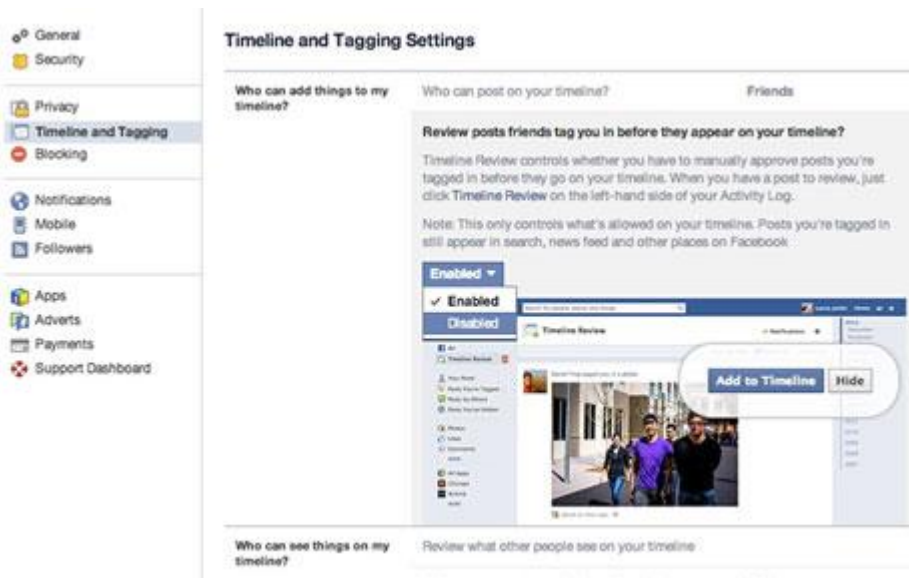 General
Security
Privacy
Timeline and Tagging
Blocking
Notifications
Mobile
Followers
Apps
Adverts
Payments
Support Dashboard
Timeline and Tagging Settings
Who can add things to my
timeline?
Who can post on your timeline?
Friends
Review posts friends tag you in before they appear on your timeline?
Timeline Review controls whether you have to manually approve posts you're
tagged in before they go on your timeline. When you have a post to review, just
click Timeline Review on the left-hand side of your Activity Log.
Note: This only controls what's allowed on your timeline. Posts you're tagged in
still appear in search, news feed and other places on Facebook
Enabled
Enabled
Disabled
Timeline Review
Timeline Review
Add to Timeline
Hide
Who can see things on my
timeline?
Review what other people see on your timeline